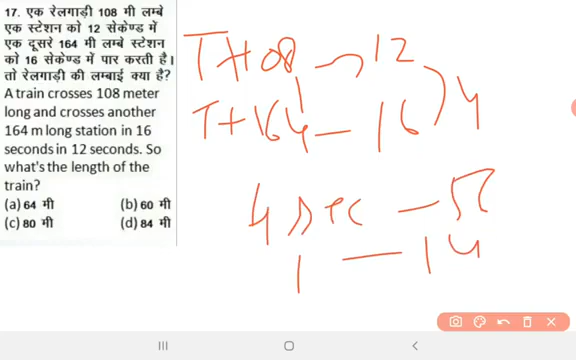 17. एक रेलगाड़ी 108 मी लम्बे
एक स्टेशन को 12 सेकेण्ड में
एक दूसरे 164 मी लम्बे स्टेशन
को 16 सेकेण्ड में पार करती है।
तो रेलगाड़ी की लम्बाई क्या है?
A train crosses 108 meter
long and crosses another
164 m long station in 16
seconds in 12 seconds. So
what's the length of the
train?
(a) 64 मी (b) 60 मी
(c) 80 मी (d) 84 मी
T+108 12
T+164 — 16 4
4 sec —
1 — 14